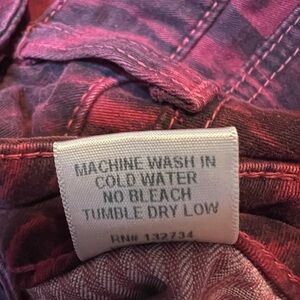 MACHINE WASH IN
COLD WATER
NO BLEACH
TUMBLE DRY LOW
RN# 132734